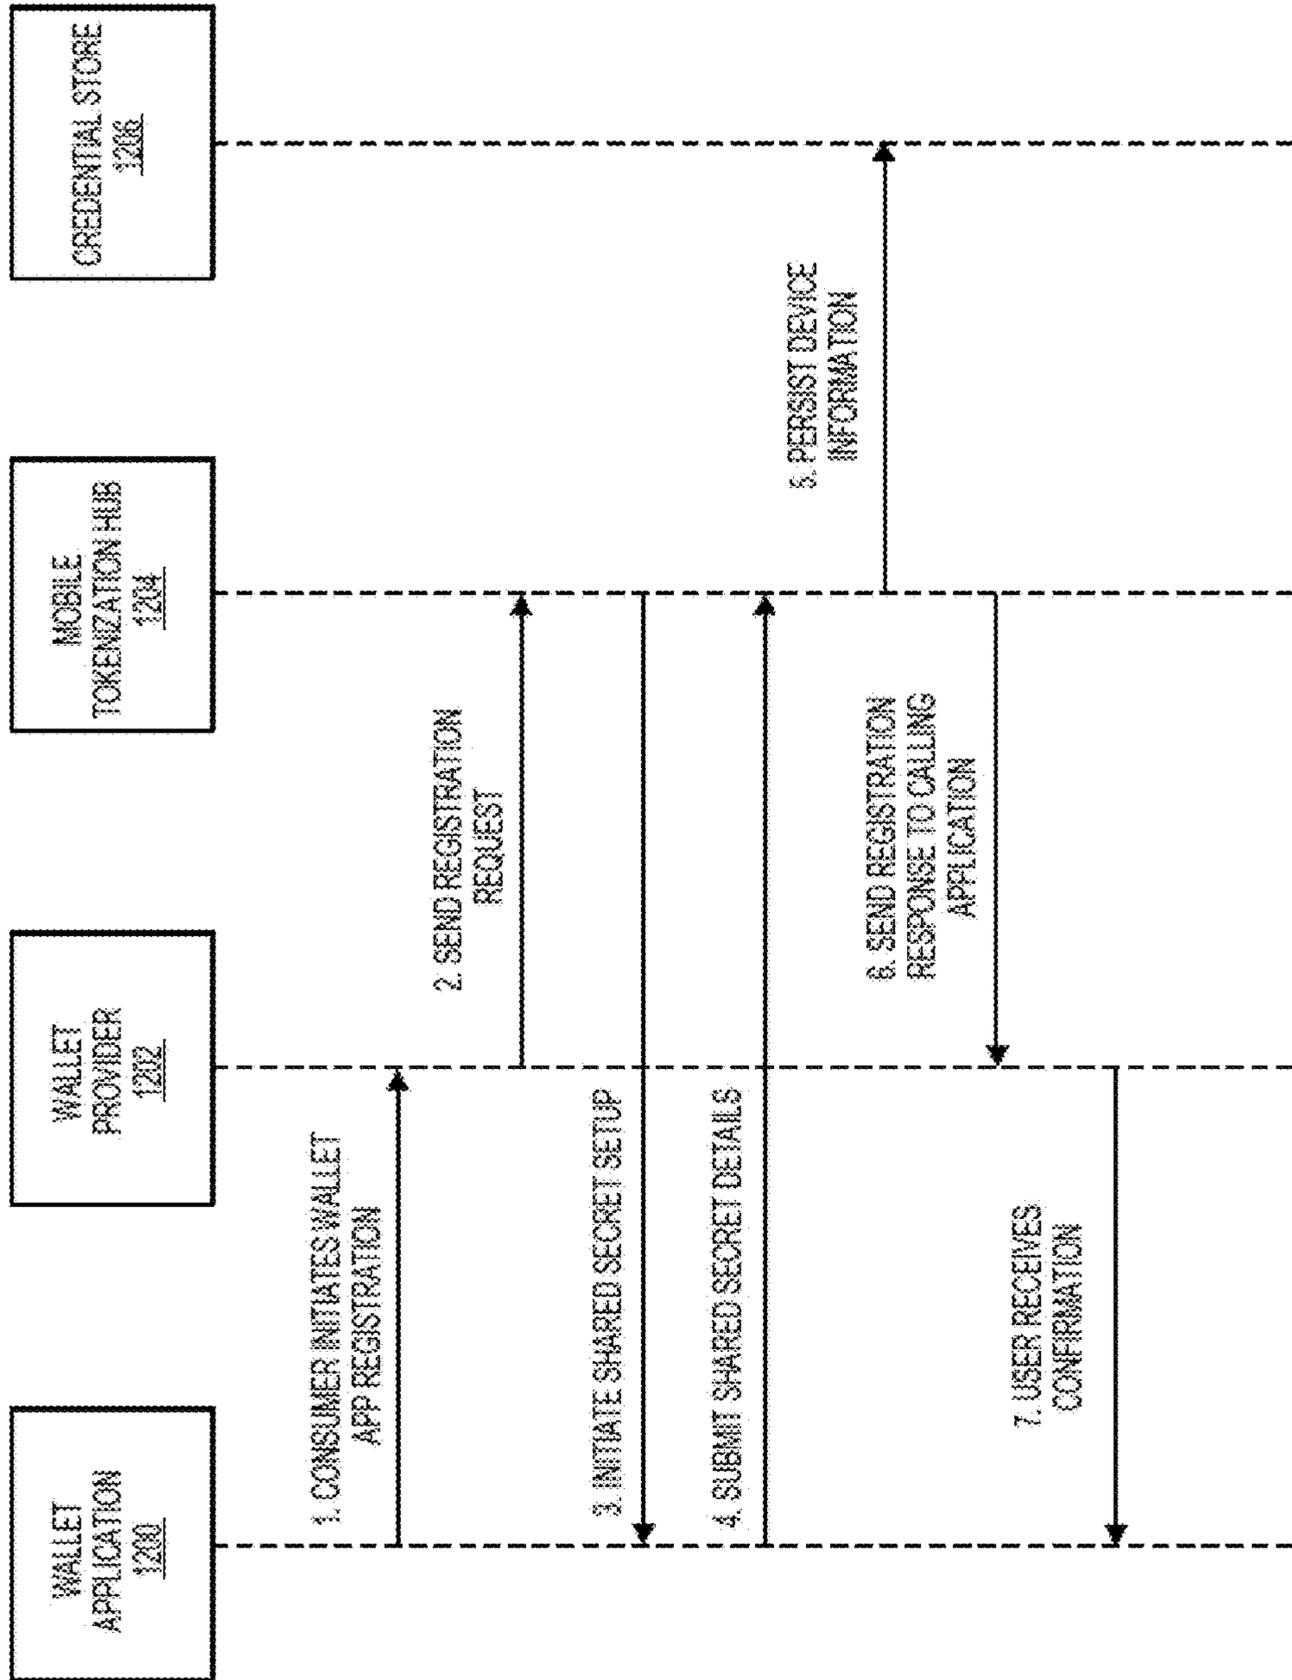 WALLET
APPLICATION
1200
WALLET
PROVIDER
1202
MOBILE
TOKENIZATION HUB
1204
CREDENTIAL STORE
1206
1. CONSUMER INITIATES WALLET
APP REGISTRATION
2. SEND REGISTRATION
REQUEST
3. INITIATE SHARED SECRET SETUP
4. SUBMIT SHARED SECRET DETAILS
5. PERSIST DEVICE
INFORMATION
6. SEND REGISTRATION
RESPONSE TO CALLING
APPLICATION
7. USER RECEIVES
CONFIRMATION